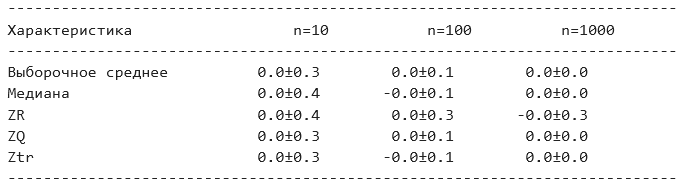 ---------------------------------------------------------------------------
Характеристика                  n=10           n=100          n=1000
---------------------------------------------------------------------------
Выборочное среднее          0.0±0.3        0.0±0.1        0.0±0.0
Медиана                     0.0±0.4       -0.0±0.1        0.0±0.0
ZR                          0.0±0.4        0.0±0.3       -0.0±0.3
ZQ                          0.0±0.3        0.0±0.1        0.0±0.0
Ztr                         0.0±0.3       -0.0±0.1        0.0±0.0
---------------------------------------------------------------------------